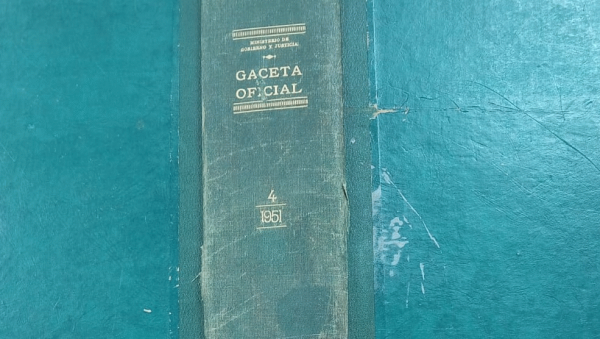 MINISTERIO DE
GOBIERNO Y JUSTICIA
GACETA
OFICIAL
4
1951